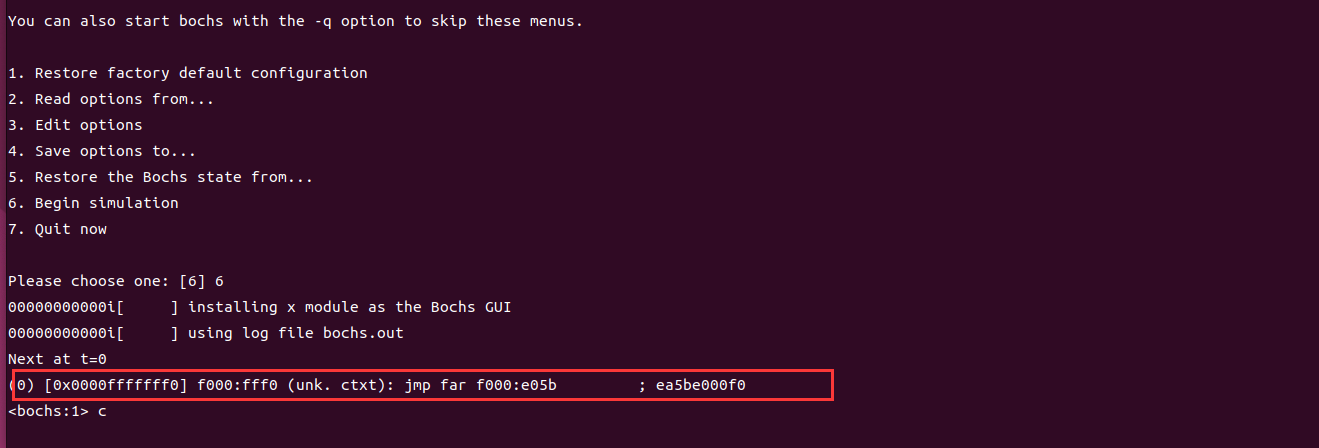 You can also start bochs with the -q option to skip these menus.
1. Restore factory default configuration
2. Read options from...
3. Edit options
4. Save options to...
5. Restore the Bochs state from...
6. Begin simulation
7. Quit now
Please choose one: [6] 6
00000000000i[     ] installing x module as the Bochs GUI
00000000000i[     ] using log file bochs.out
Next at t=0
(0) [0x0000fffffff0] f000:fff0 (unk. ctxt): jmp far f000:e05b         ; ea5be000f0
<bochs:1> c